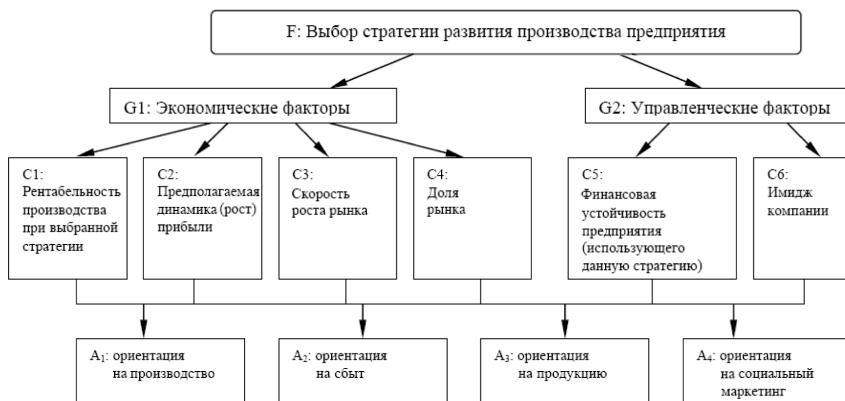 F: Выбор стратегии развития производства предприятия
G1: Экономические факторы
G2: Управленческие факторы
C1:
Рентабельность
производства
при выбранной
стратегии
C2:
Предполагаемая
динамика (рост)
прибыли
C3:
Скорость
роста рынка
C4:
Доля
рынка
C5:
Финансовая
устойчивость
предприятия
(использующего
данную стратегию)
C6:
Имидж
компании
A₁: ориентация
на производство
A₂: ориентация
на сбыт
A₃: ориентация
на продукцию
A₄: ориентация
на социальный
маркетинг